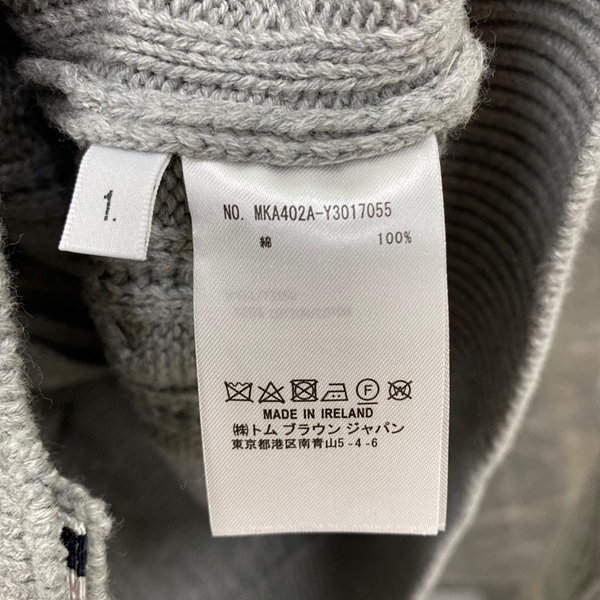 1.
NO. MKA402A-Y3017055
綿 100%
F W
MADE IN IRELAND
㈱トム ブラウン ジャパン
東京都港区南青山5-4-6